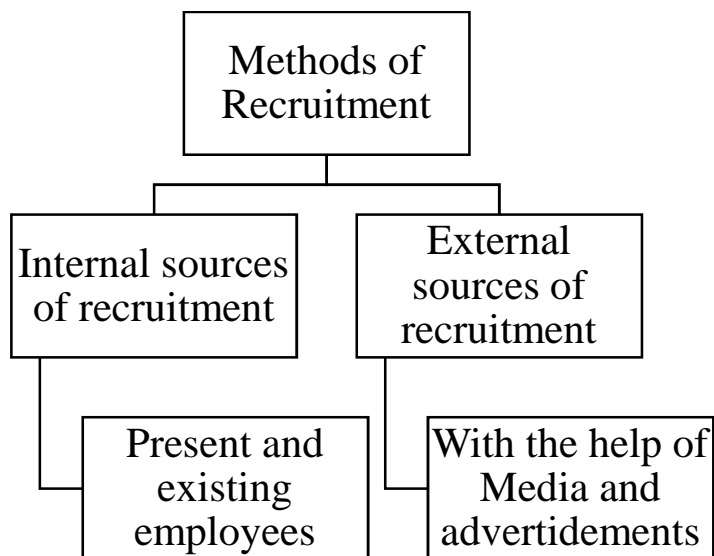 Methods of
Recruitment
Internal sources
of recruitment
External
sources of
recruitment
Present and
existing
employees
With the help of
Media and
advertidements